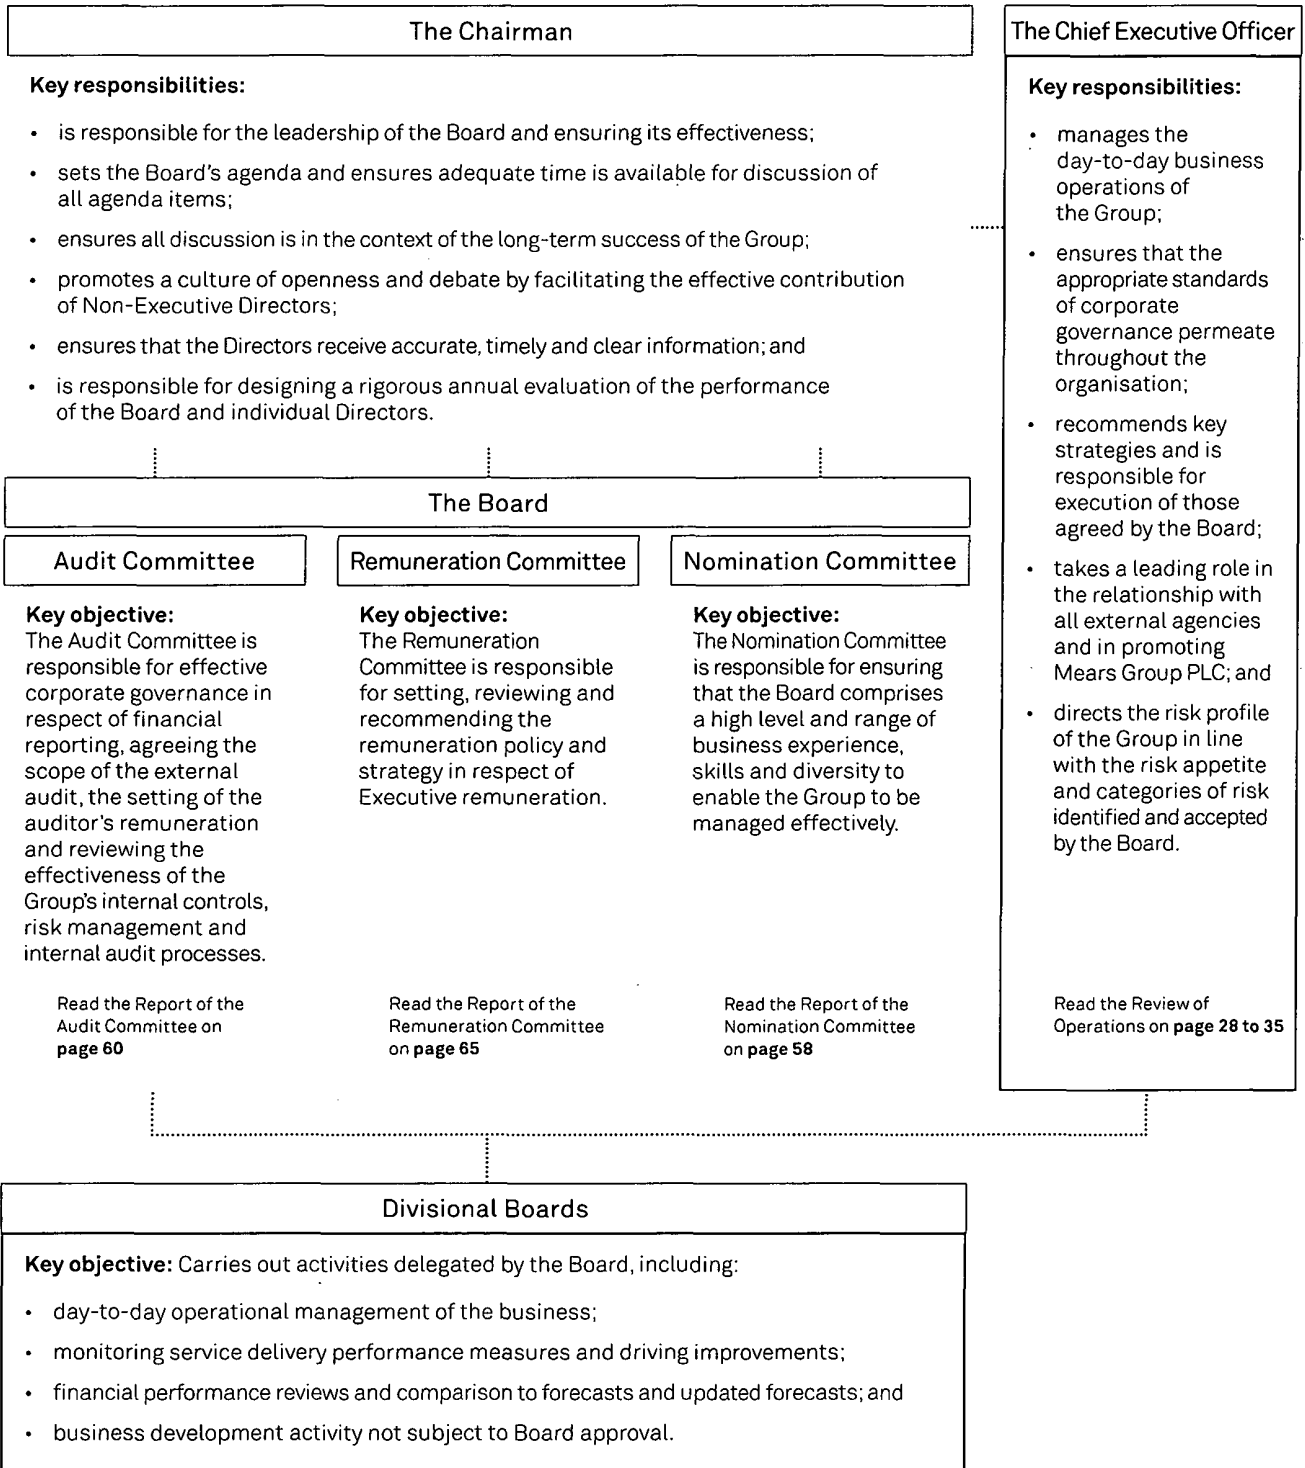 The Chairman
Key responsibilities:
• is responsible for the leadership of the Board and ensuring its effectiveness;
• sets the Board's agenda and ensures adequate time is available for discussion of
all agenda items;
• ensures all discussion is in the context of the long-term success of the Group;
• promotes a culture of openness and debate by facilitating the effective contribution
of Non-Executive Directors;
• ensures that the Directors receive accurate, timely and clear information; and
• is responsible for designing a rigorous annual evaluation of the performance
of the Board and individual Directors.
The Chief Executive Officer
Key responsibilities:
• manages the
day-to-day business
operations of
the Group;
• ensures that the
appropriate standards
of corporate
governance permeate
throughout the
organisation;
• recommends key
strategies and is
responsible for
execution of those
agreed by the Board;
• takes a leading role in
the relationship with
all external agencies
and in promoting
Mears Group PLC; and
• directs the risk profile
of the Group in line
with the risk appetite
and categories of risk
identified and accepted
by the Board.
Read the Review of
Operations on page 28 to 35
The Board
Audit Committee
Key objective:
The Audit Committee is
responsible for effective
corporate governance in
respect of financial
reporting, agreeing the
scope of the external
audit, the setting of the
auditor's remuneration
and reviewing the
effectiveness of the
Group's internal controls,
risk management and
internal audit processes.
Read the Report of the
Audit Committee on
page 60
Remuneration Committee
Key objective:
The Remuneration
Committee is responsible
for setting, reviewing and
recommending the
remuneration policy and
strategy in respect of
Executive remuneration.
Read the Report of the
Remuneration Committee
on page 65
Nomination Committee
Key objective:
The Nomination Committee
is responsible for ensuring
that the Board comprises
a high level and range of
business experience,
skills and diversity to
enable the Group to be
managed effectively.
Read the Report of the
Nomination Committee
on page 58
Divisional Boards
Key objective: Carries out activities delegated by the Board, including:
• day-to-day operational management of the business;
• monitoring service delivery performance measures and driving improvements;
• financial performance reviews and comparison to forecasts and updated forecasts; and
• business development activity not subject to Board approval.